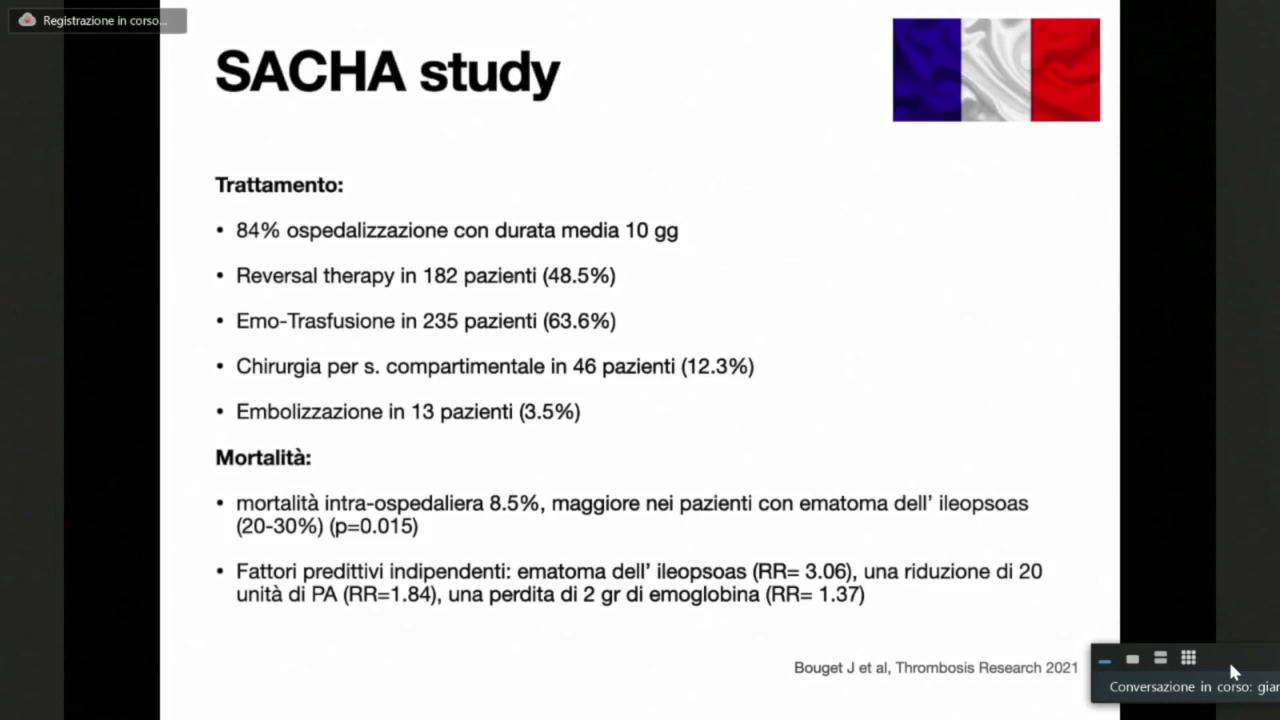 Registrazione in corso...
SACHA study
Trattamento:
• 84% ospedalizzazione con durata media 10 gg
• Reversal therapy in 182 pazienti (48.5%)
• Emo-Trasfusione in 235 pazienti (63.6%)
• Chirurgia per s. compartimentale in 46 pazienti (12.3%)
• Embolizzazione in 13 pazienti (3.5%)
Mortalità:
• mortalità intra-ospedaliera 8.5%, maggiore nei pazienti con ematoma dell’ ileopsoas
(20-30%) (p=0.015)
• Fattori predittivi indipendenti: ematoma dell’ ileopsoas (RR= 3.06), una riduzione di 20
unità di PA (RR=1.84), una perdita di 2 gr di emoglobina (RR= 1.37)
Bouget J et al, Thrombosis Research 2021
Conversazione in corso: gian